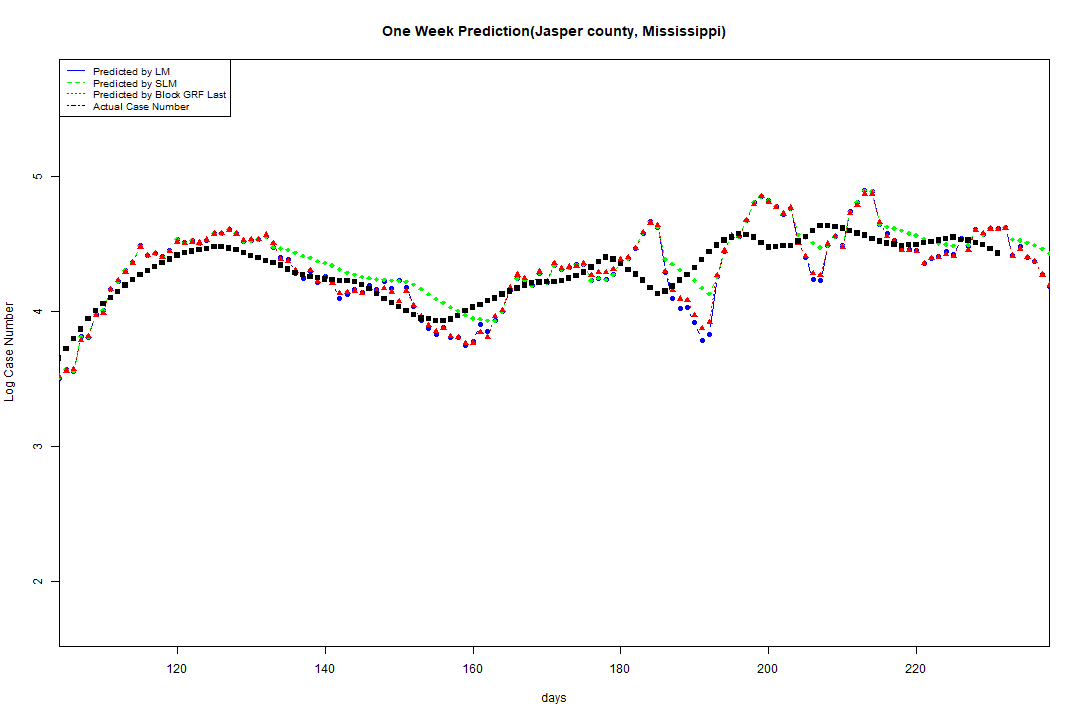 One Week Prediction(Jasper county, Mississippi)
Predicted by LM
Predicted by SLM
Predicted by Block GRF Last
Actual Case Number
5
4
3
2
Log Case Number
120 140 160 180 200 220
days